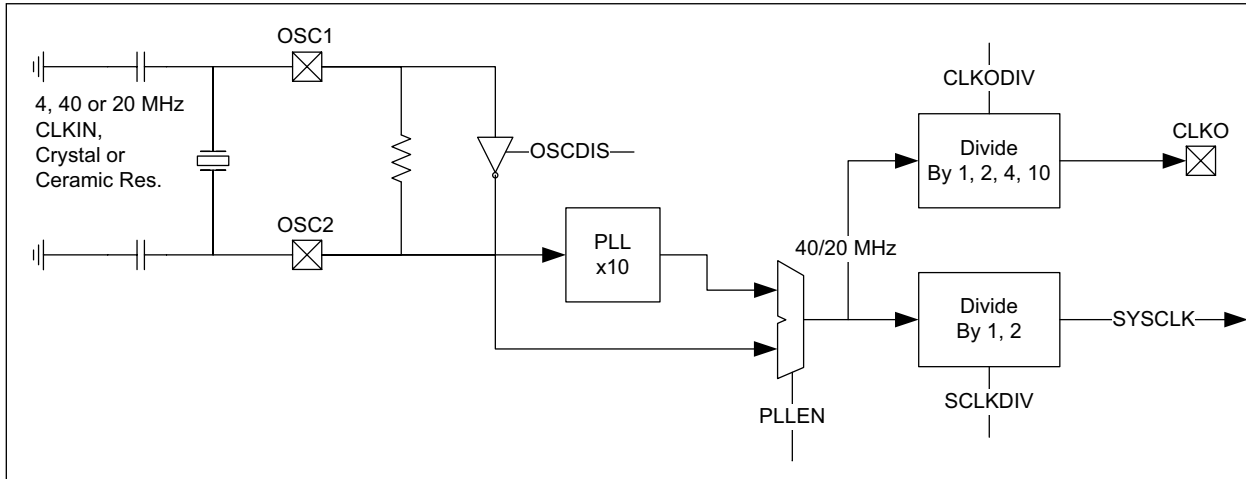 OSC1
4, 40 or 20 MHz
CLKIN,
Crystal or
Ceramic Res.
OSCDIS
OSC2
PLL
x10
40/20 MHz
PLLEN
CLKODIV
Divide
By 1, 2, 4, 10
CLKO
Divide
By 1, 2
SYSCLK
SCLKDIV